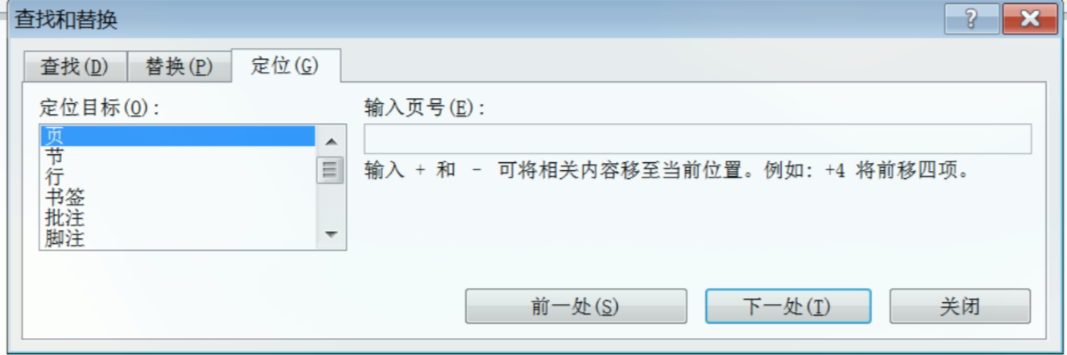 查找和替换
查找(D) 替换(P) 定位(G)
定位目标(O):
页
节
行
书签
批注
脚注
输入页号(E):
输入 + 和 - 可将相关内容移至当前位置。例如: +4 将前移四项。
前一处(S) 下一处(T) 关闭